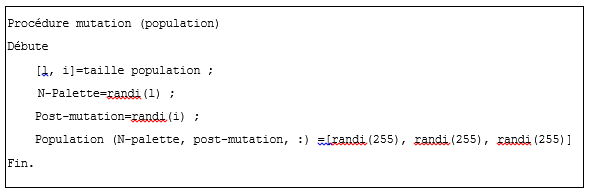 Procédure mutation (population)
Débute
[l, i]=taille population ;
N-Palette=randi(l) ;
Post-mutation=randi(i) ;
Population (N-palette, post-mutation, :) =[randi(255), randi(255), randi(255)]
Fin.